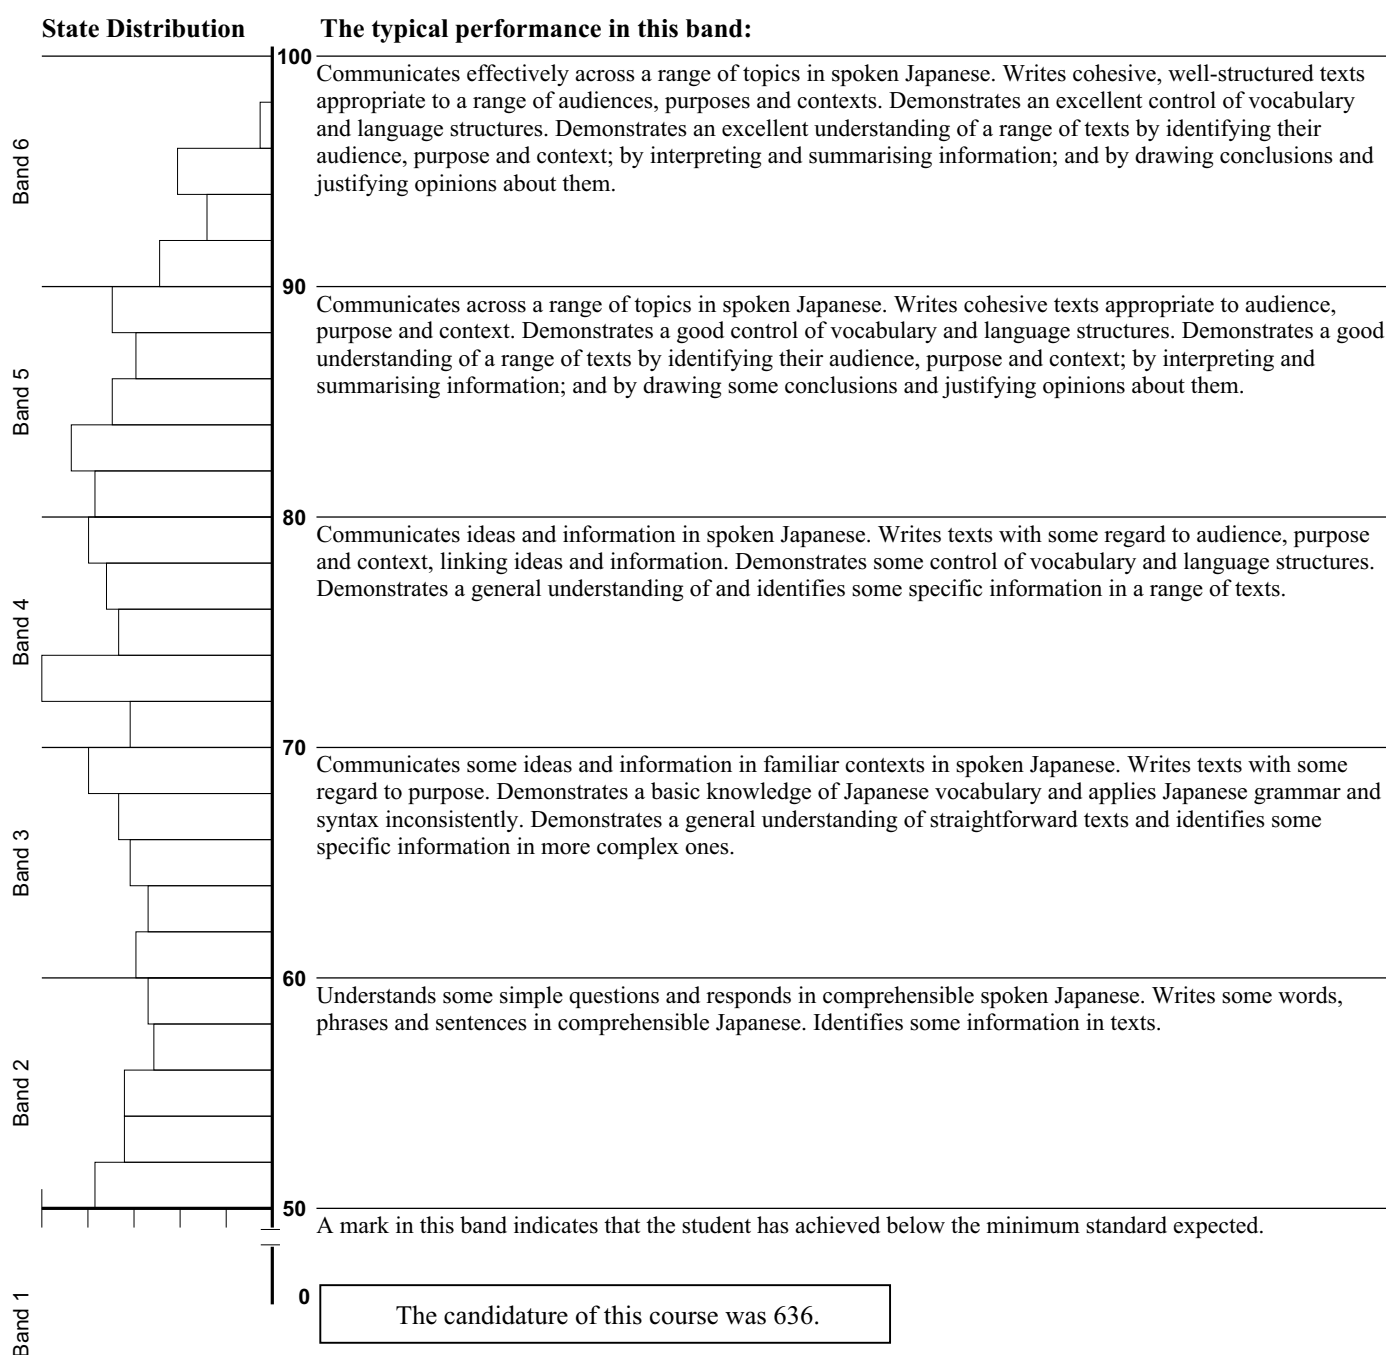 State Distribution
The typical performance in this band:
100
Communicates effectively across a range of topics in spoken Japanese. Writes cohesive, well-structured texts
appropriate to a range of audiences, purposes and contexts. Demonstrates an excellent control of vocabulary
and language structures. Demonstrates an excellent understanding of a range of texts by identifying their
audience, purpose and context; by interpreting and summarising information; and by drawing conclusions and
justifying opinions about them.
Band 6
90
Communicates across a range of topics in spoken Japanese. Writes cohesive texts appropriate to audience,
purpose and context. Demonstrates a good control of vocabulary and language structures. Demonstrates a good
understanding of a range of texts by identifying their audience, purpose and context; by interpreting and
summarising information; and by drawing some conclusions and justifying opinions about them.
Band 5
80
Communicates ideas and information in spoken Japanese. Writes texts with some regard to audience, purpose
and context, linking ideas and information. Demonstrates some control of vocabulary and language structures.
Demonstrates a general understanding of and identifies some specific information in a range of texts.
Band 4
70
Communicates some ideas and information in familiar contexts in spoken Japanese. Writes texts with some
regard to purpose. Demonstrates a basic knowledge of Japanese vocabulary and applies Japanese grammar and
syntax inconsistently. Demonstrates a general understanding of straightforward texts and identifies some
specific information in more complex ones.
Band 3
60
Understands some simple questions and responds in comprehensible spoken Japanese. Writes some words,
phrases and sentences in comprehensible Japanese. Identifies some information in texts.
Band 2
50
A mark in this band indicates that the student has achieved below the minimum standard expected.
Band 1
0
The candidature of this course was 636.